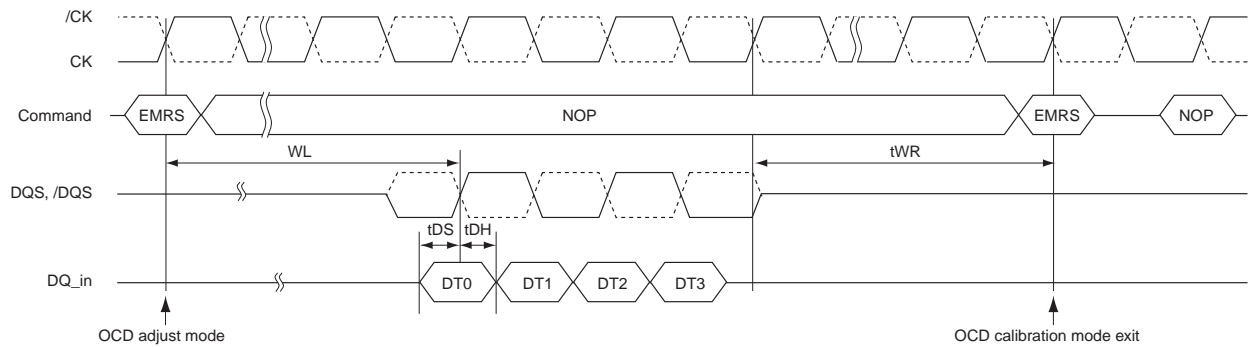 /CK
CK
Command
EMRS
NOP
EMRS
NOP
WL
tWR
DQS, /DQS
tDS
tDH
DQ_in
DT0
DT1
DT2
DT3
OCD adjust mode
OCD calibration mode exit